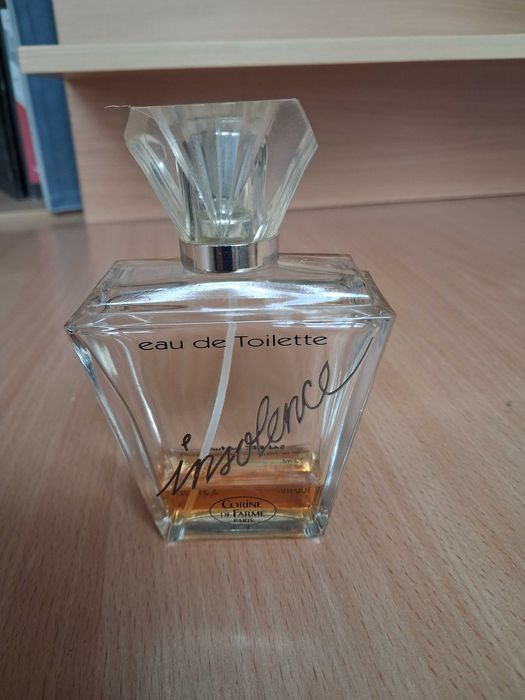 eau de Toilette
insolence
CORINE
DE FARME
PARIS